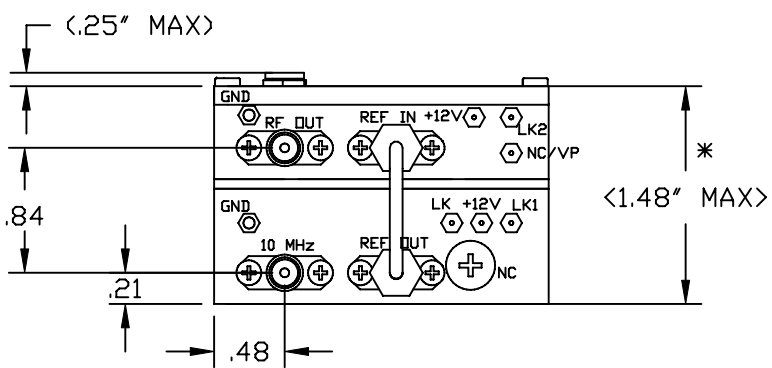 (.25" MAX)
GND
RF OUT
REF IN +12V
LK2
NC/VP
*
(1.48" MAX)
.84
GND
LK +12V LK1
10 MHz
REF OUT
NC
.21
.48